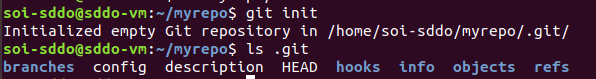 soi-sddo@sddo-vm:~/myrepo$ git init
Initialized empty Git repository in /home/soi-sddo/myrepo/.git/
soi-sddo@sddo-vm:~/myrepo$ ls .git
branches config description HEAD hooks info objects refs